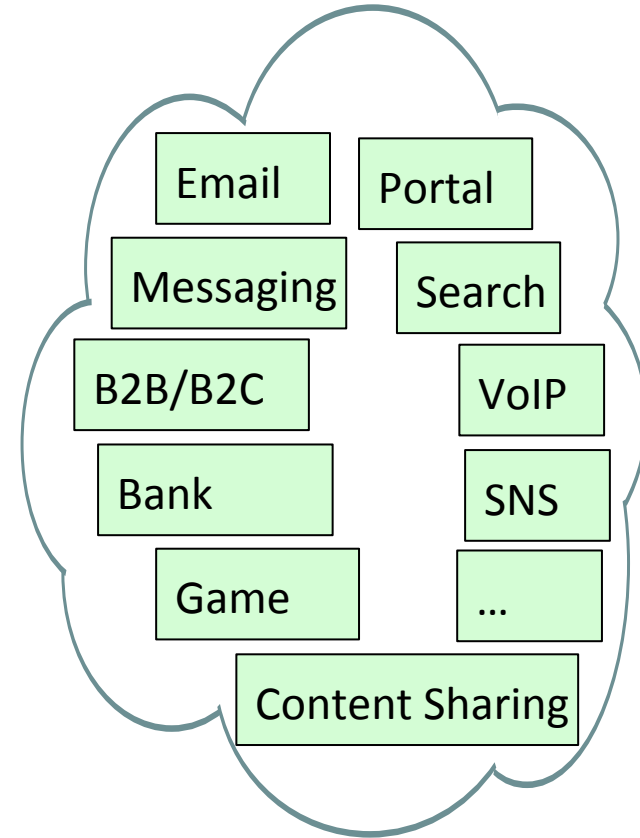 Email
Portal
Messaging
Search
B2B/B2C
VoIP
Bank
SNS
Game
...
Content Sharing